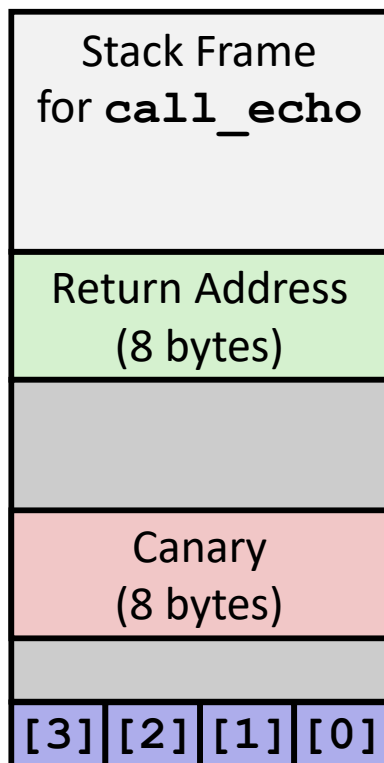 Stack Frame
for call_echo
Return Address
(8 bytes)
Canary
(8 bytes)
[3] [2] [1] [0]